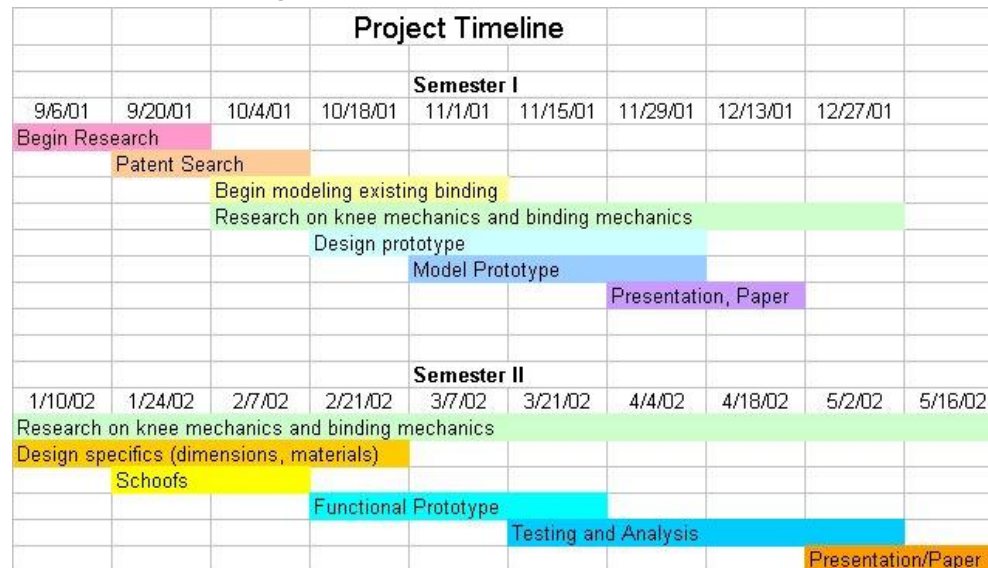 Project Timeline
Semester I
9/6/01 9/20/01 10/4/01 10/18/01 11/1/01 11/15/01 11/29/01 12/13/01 12/27/01
Begin Research
Patent Search
Begin modeling existing binding
Research on knee mechanics and binding mechanics
Design prototype
Model Prototype
Presentation, Paper
Semester II
1/10/02 1/24/02 2/7/02 2/21/02 3/7/02 3/21/02 4/4/02 4/18/02 5/2/02 5/16/02
Research on knee mechanics and binding mechanics
Design specifics (dimensions, materials)
Schoofs
Functional Prototype
Testing and Analysis
Presentation/Paper